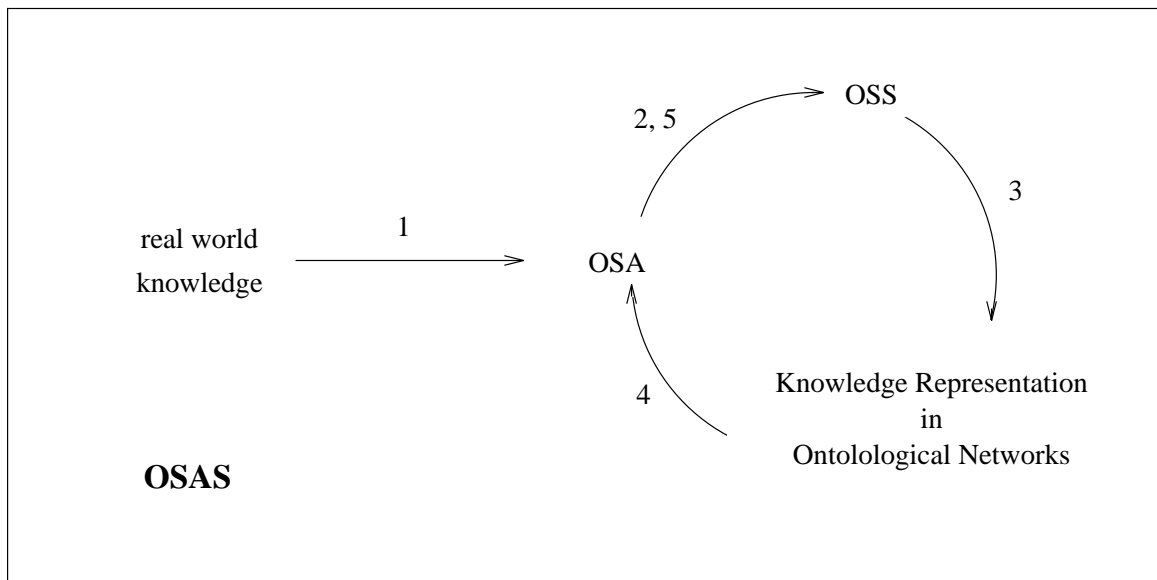 OSS
2, 5
3
1
real world
knowledge
OSA
4
Knowledge Representation
in
Ontolological Networks
OSAS